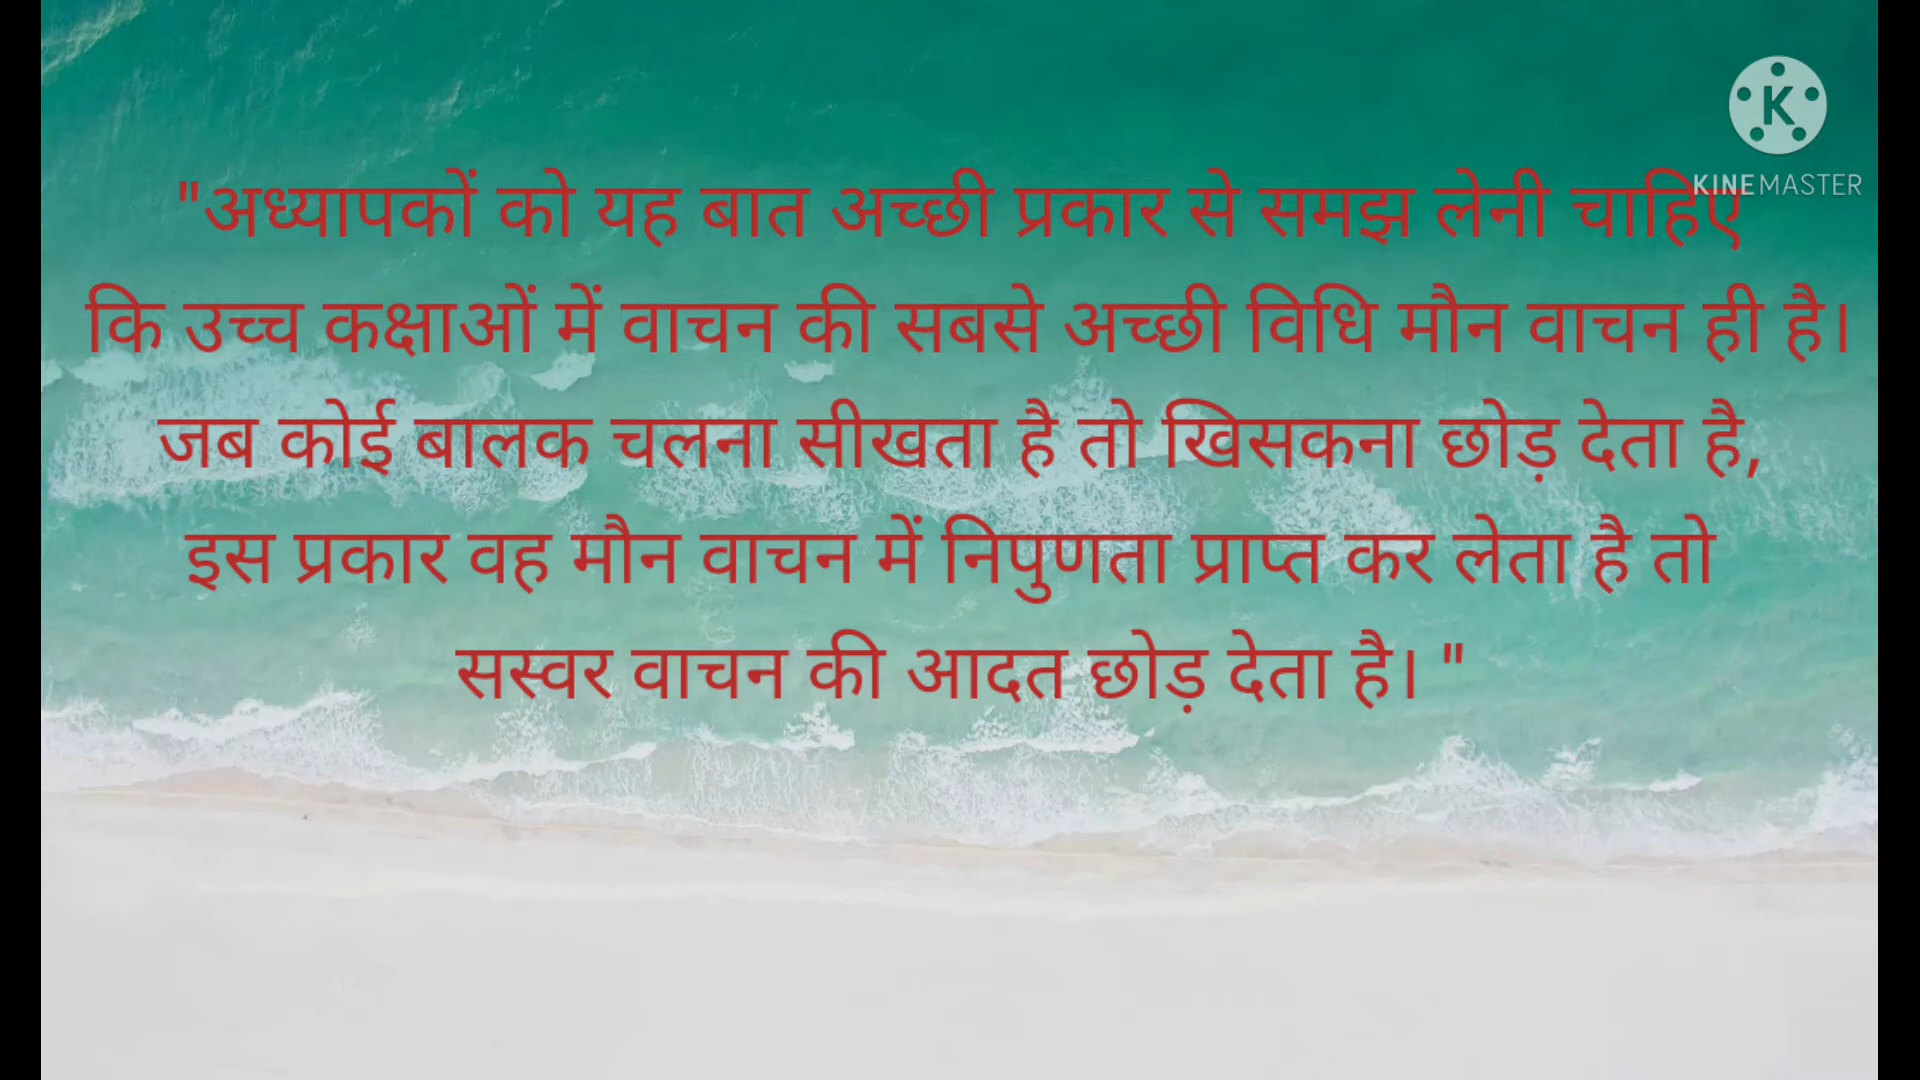 KINEMASTER
"अध्यापकों को यह बात अच्छी प्रकार से समझ लेनी चाहिए
कि उच्च कक्षाओं में वाचन की सबसे अच्छी विधि मौन वाचन ही है।
जब कोई बालक चलना सीखता है तो खिसकना छोड़ देता है,
इस प्रकार वह मौन वाचन में निपुणता प्राप्त कर लेता है तो
सस्वर वाचन की आदत छोड़ देता है। "